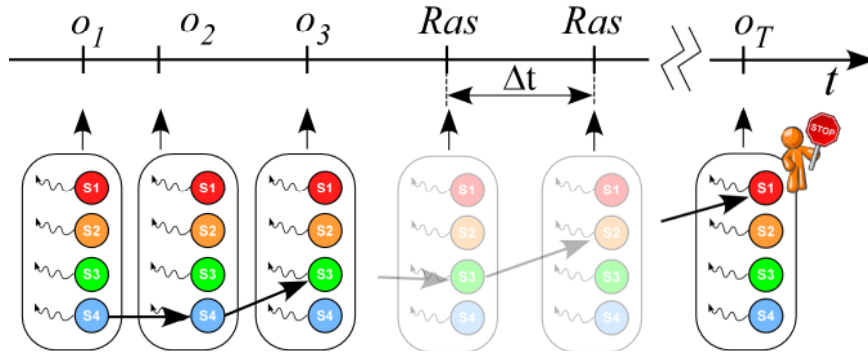 o1 o2 o3 Ras Ras oT
Δt t
STOP
S1 S1 S1 S1 S1 S1
S2 S2 S2 S2 S2 S2
S3 S3 S3 S3 S3 S3
S4 S4 S4 S4 S4 S4